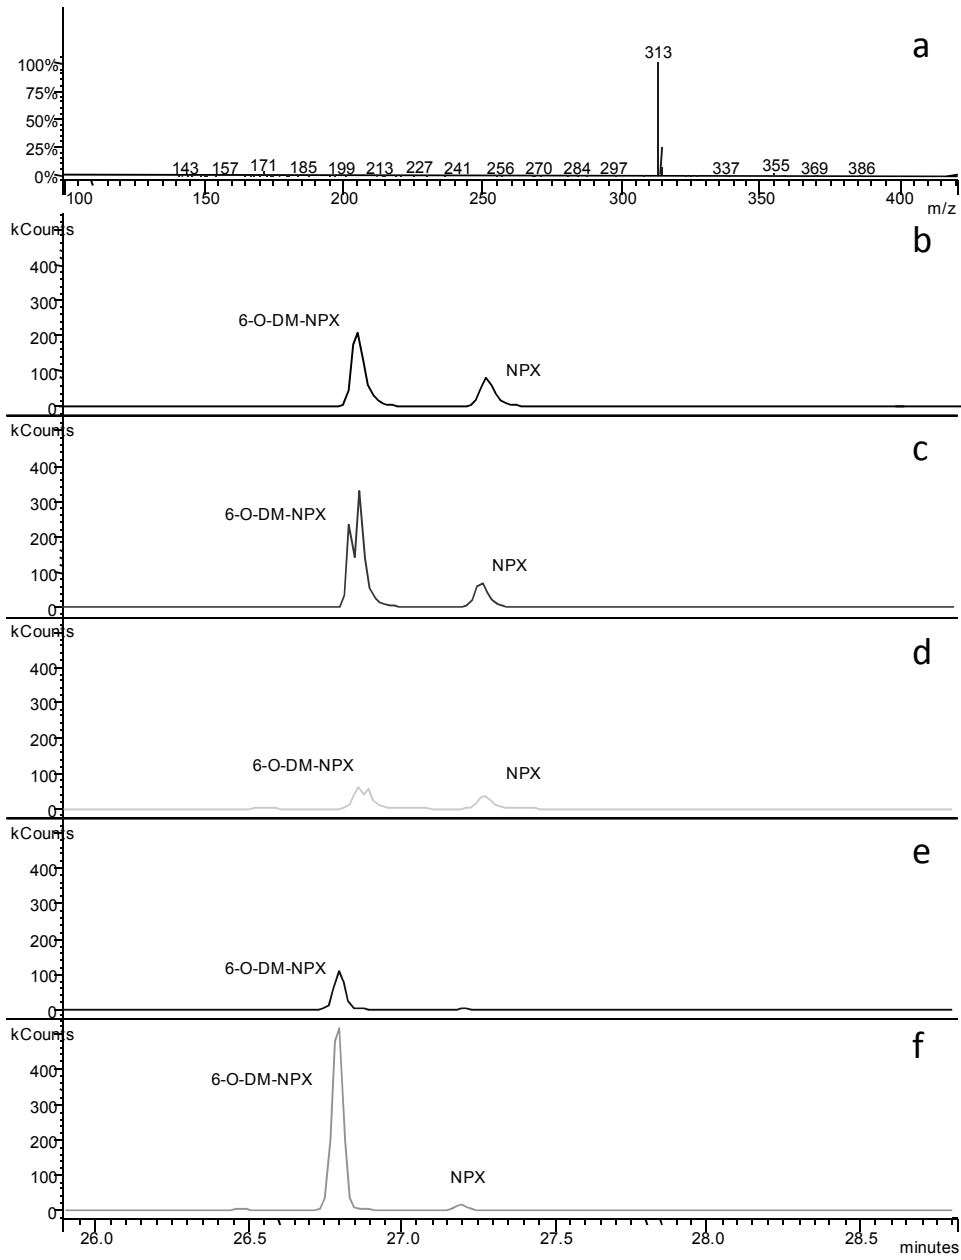 a
313
100%
75%
50%
25%
0%
143 157 171 185 199 213 227 241 256 270 284 297 337 355 369 386
100 150 200 250 300 350 400
m/z
kCounts
b
400
300
6-O-DM-NPX
200
NPX
100
0
kCounts
c
400
300
6-O-DM-NPX
200
NPX
100
0
kCounts
d
400
300
200
6-O-DM-NPX
NPX
100
0
kCounts
e
400
300
200
6-O-DM-NPX
100
0
kCounts
f
400
6-O-DM-NPX
300
200
NPX
100
0
26.0 26.5 27.0 27.5 28.0 28.5
minutes